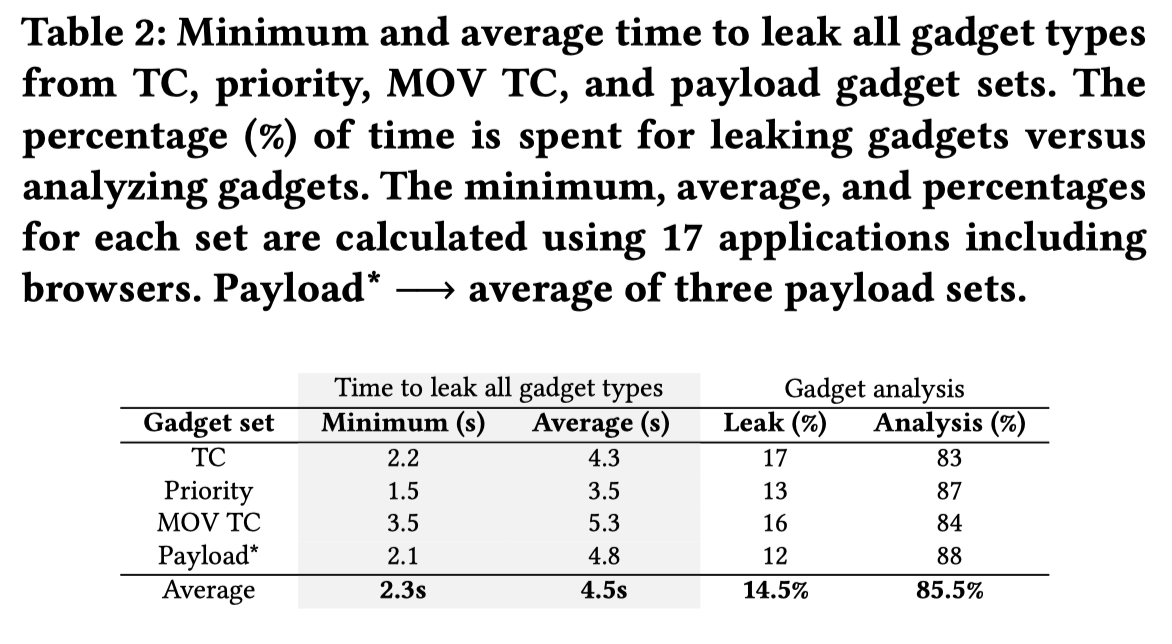 Table 2: Minimum and average time to leak all gadget types
from TC, priority, MOV TC, and payload gadget sets. The
percentage (%) of time is spent for leaking gadgets versus
analyzing gadgets. The minimum, average, and percentages
for each set are calculated using 17 applications including
browsers. Payload* ⟶ average of three payload sets.
Time to leak all gadget types Gadget analysis
Gadget set Minimum (s) Average (s) Leak (%) Analysis (%)
TC 2.2 4.3 17 83
Priority 1.5 3.5 13 87
MOV TC 3.5 5.3 16 84
Payload* 2.1 4.8 12 88
Average 2.3s 4.5s 14.5% 85.5%